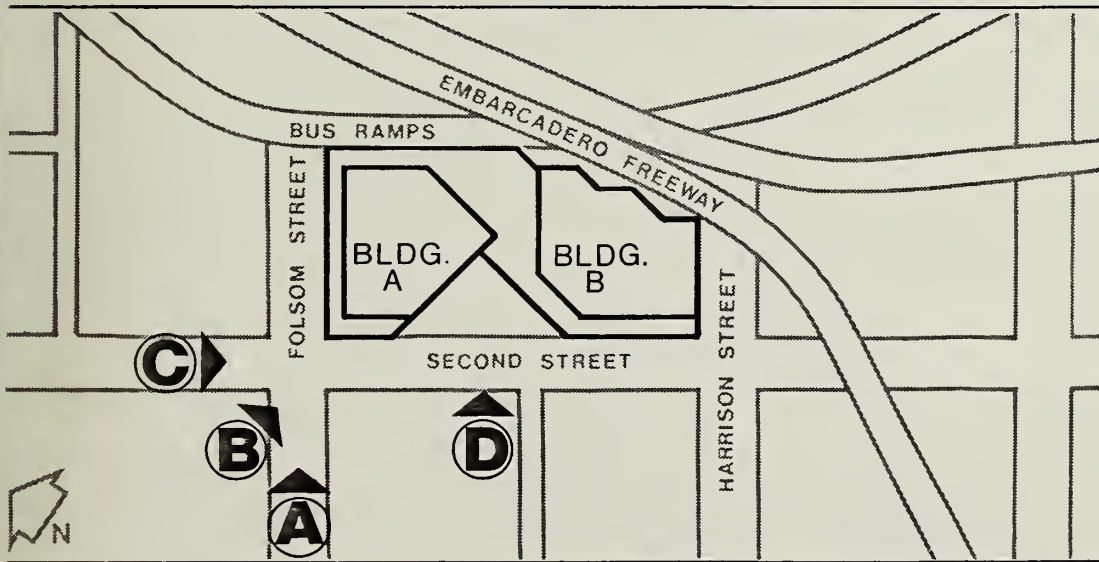 EMBARCADERO FREEWAY
BUS RAMPS
FOLSOM STREET
BLDG.
A
BLDG.
B
HARRISON STREET
SECOND STREET
C
B
D
A
N